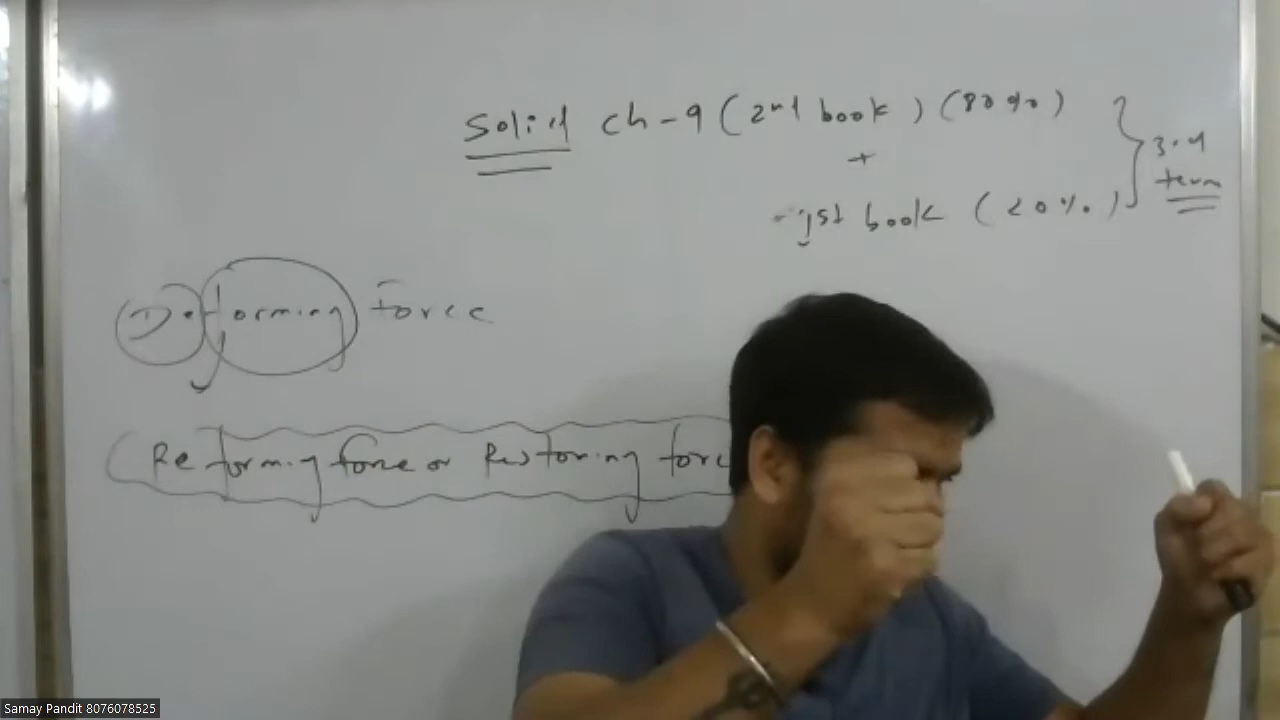 Solid ch-9 (2nd book) (80%)
+
1st book (20%)
3rd
term
Deforming force
(Reforming force or Restoring forc
Samay Pandit 8076078525